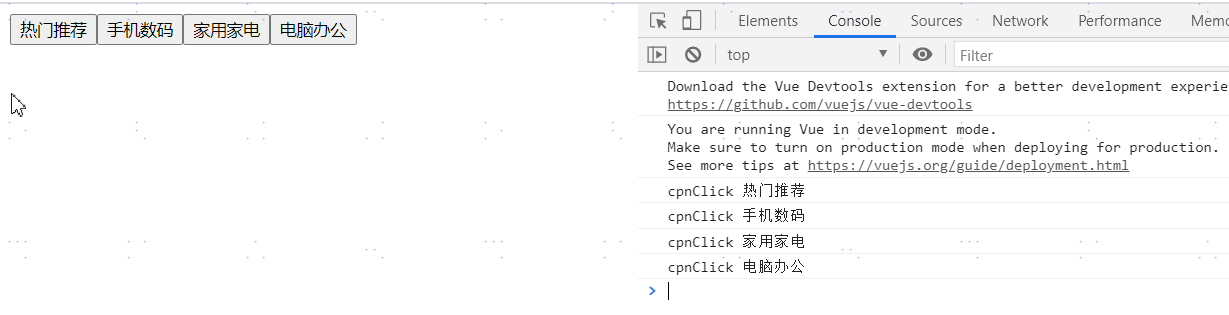 热门推荐 手机数码 家用家电 电脑办公
Elements Console Sources Network Performance Memo
top Filter
Download the Vue Devtools extension for a better development experie
https://github.com/vuejs/vue-devtools
You are running Vue in development mode.
Make sure to turn on production mode when deploying for production.
See more tips at https://vuejs.org/guide/deployment.html
cpnClick 热门推荐
cpnClick 手机数码
cpnClick 家用家电
cpnClick 电脑办公